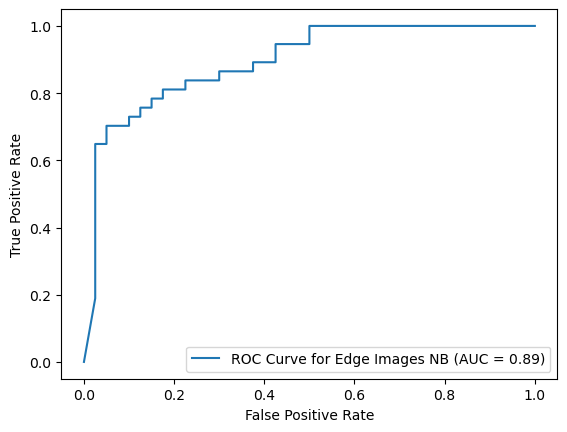 1.0
0.8
0.6
0.4
0.2
0.0
True Positive Rate
ROC Curve for Edge Images NB (AUC = 0.89)
0.0 0.2 0.4 0.6 0.8 1.0
False Positive Rate